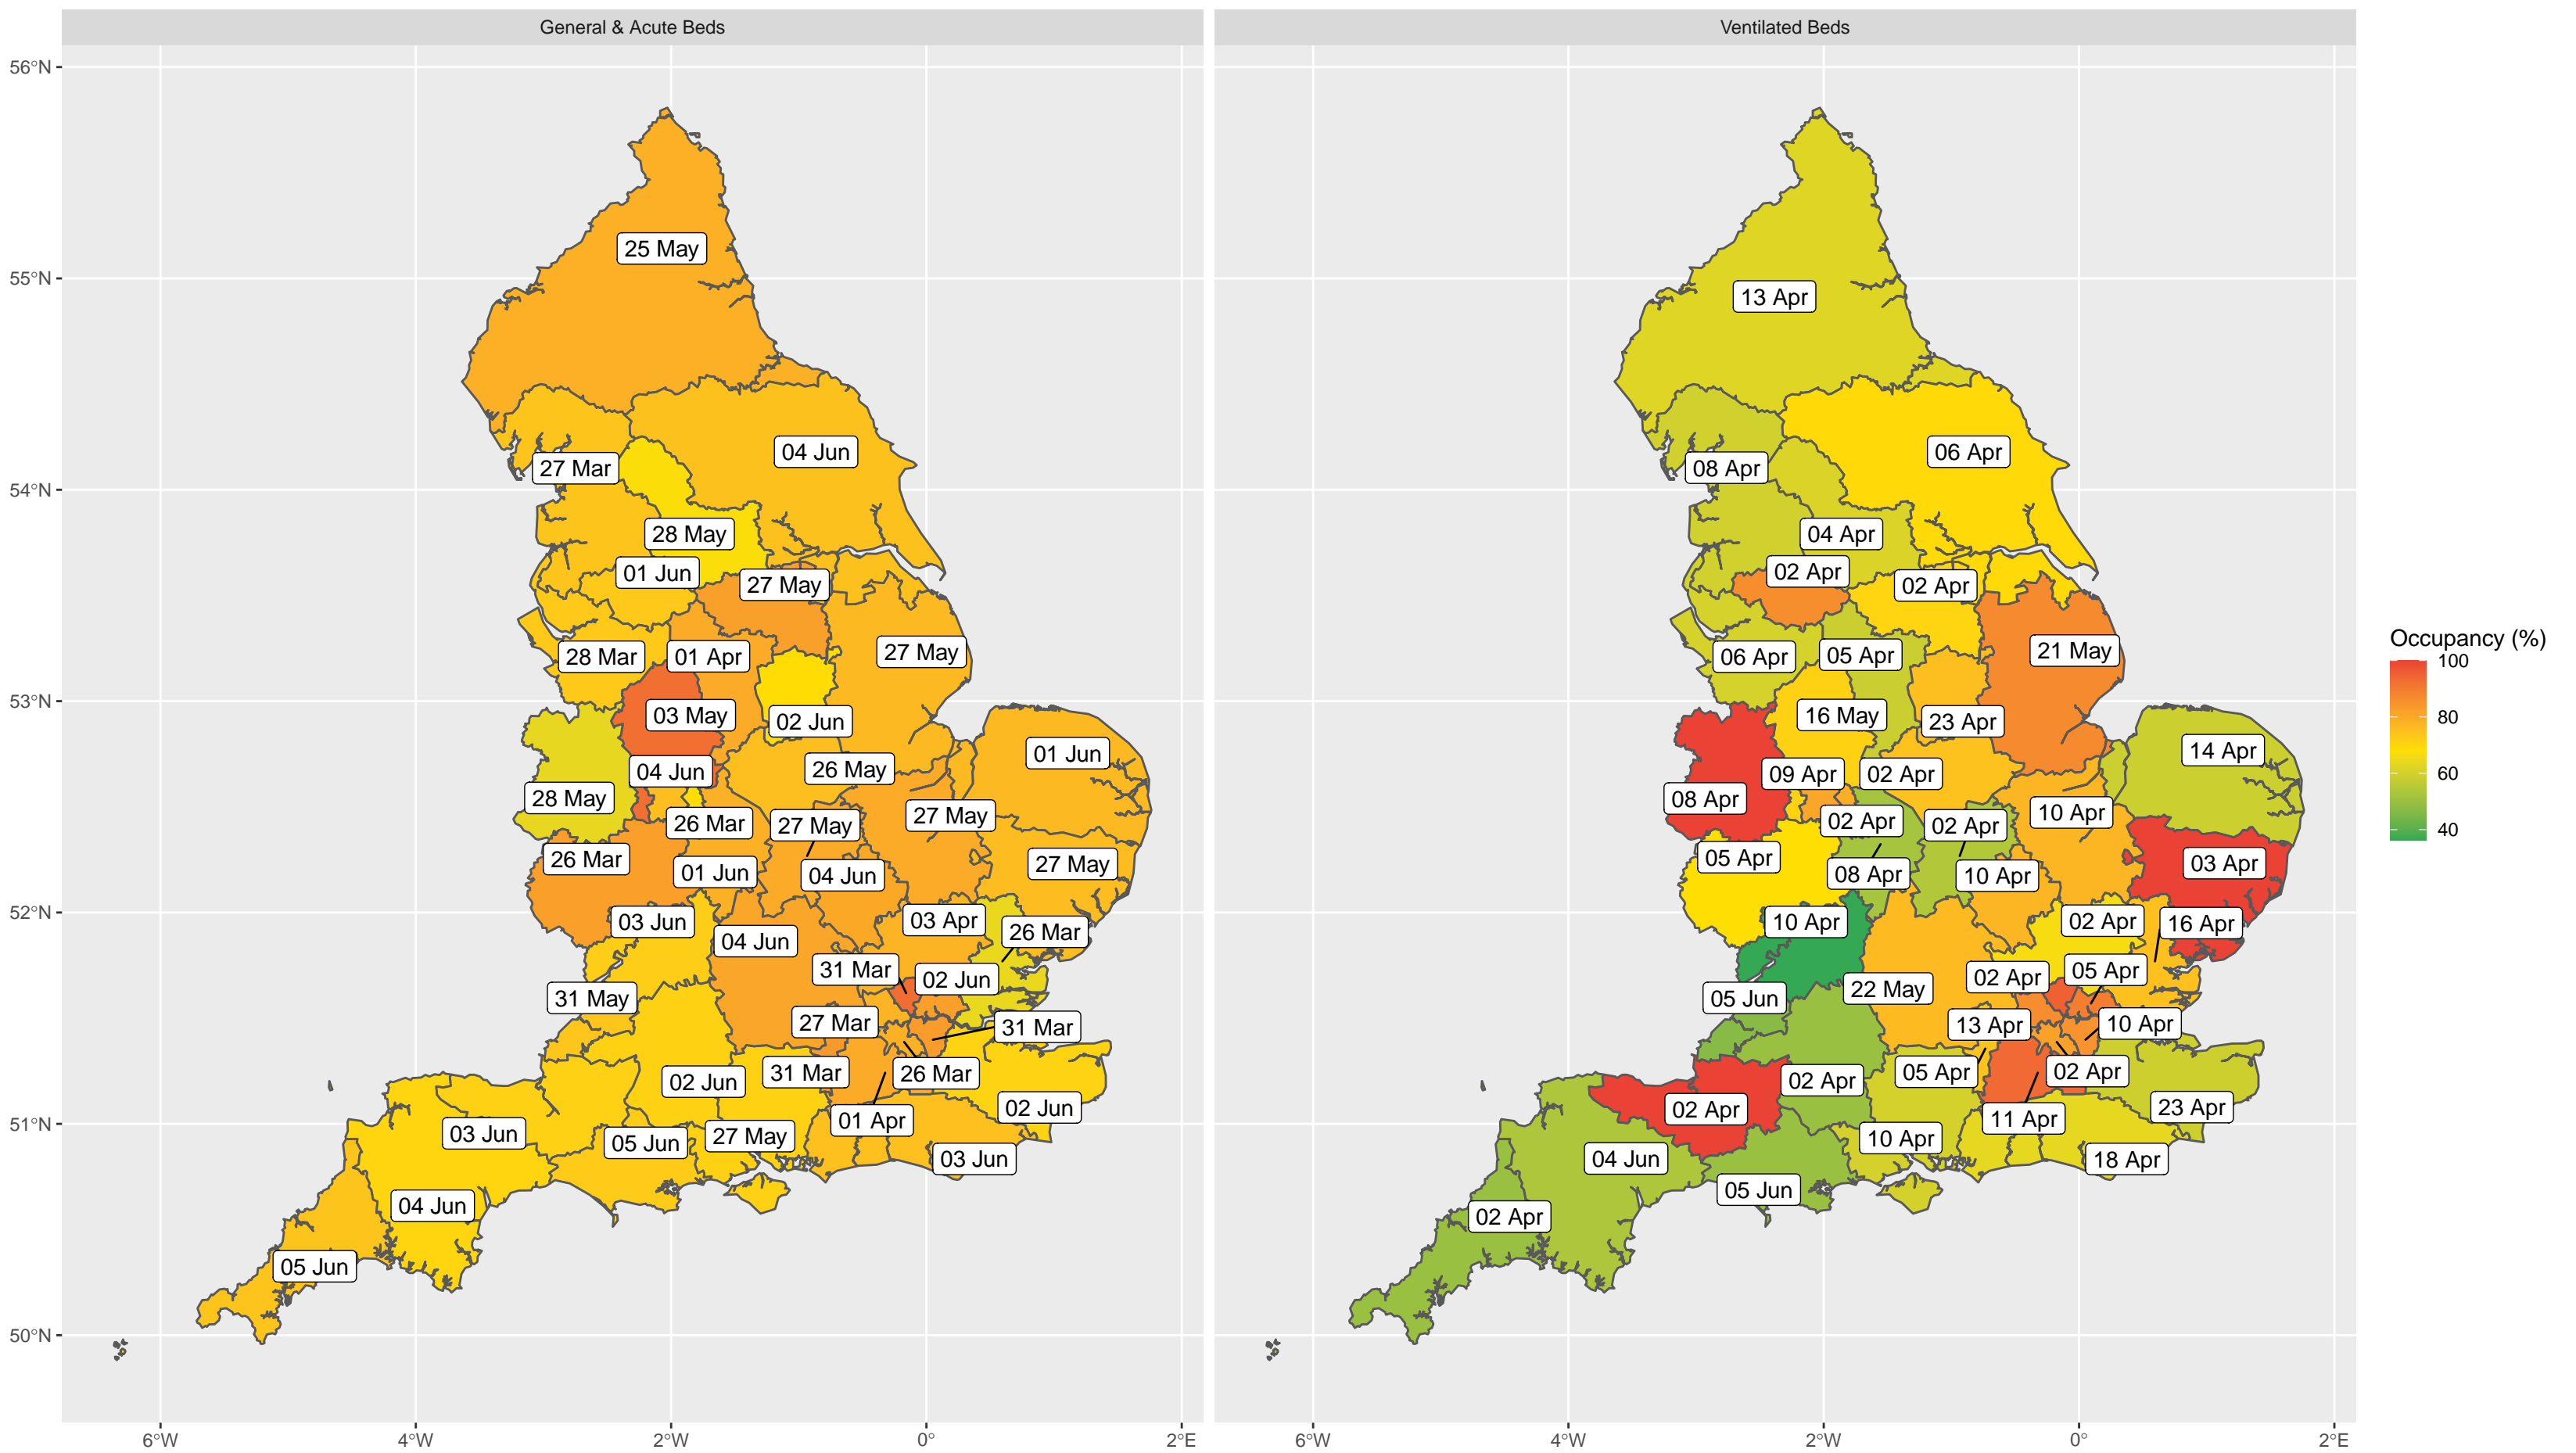 General & Acute Beds
Ventilated Beds
56°N
55°N
54°N
53°N
52°N
51°N
50°N
25 May
04 Jun
27 Mar
28 May
01 Jun
27 May
28 Mar
01 Apr
27 May
03 May
02 Jun
01 Jun
04 Jun
26 May
28 May
26 Mar
27 May
27 May
26 Mar
01 Jun
04 Jun
27 May
03 Jun
04 Jun
03 Apr
26 Mar
31 Mar
02 Jun
31 May
27 Mar
31 Mar
02 Jun
31 Mar
26 Mar
01 Apr
02 Jun
03 Jun
05 Jun
27 May
03 Jun
04 Jun
05 Jun
13 Apr
06 Apr
08 Apr
04 Apr
02 Apr
02 Apr
06 Apr
05 Apr
21 May
16 May
23 Apr
14 Apr
08 Apr
09 Apr
02 Apr
10 Apr
02 Apr
02 Apr
05 Apr
08 Apr
10 Apr
03 Apr
10 Apr
02 Apr
16 Apr
05 Jun
22 May
02 Apr
05 Apr
13 Apr
10 Apr
02 Apr
02 Apr
05 Apr
02 Apr
11 Apr
23 Apr
04 Jun
10 Apr
18 Apr
05 Jun
02 Apr
6°W
4°W
2°W
0°
2°E
6°W
4°W
2°W
0°
2°E
Occupancy (%)
100
80
60
40